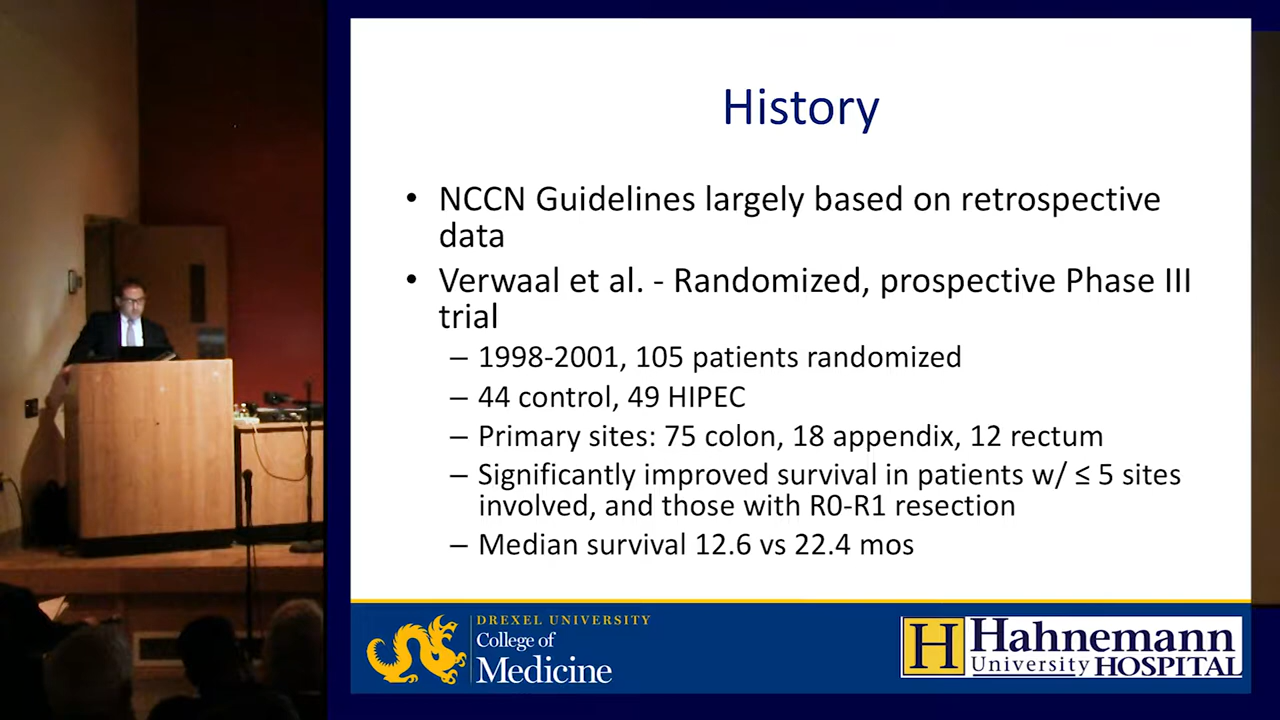 History
• NCCN Guidelines largely based on retrospective
data
• Verwaal et al. - Randomized, prospective Phase III
trial
– 1998-2001, 105 patients randomized
– 44 control, 49 HIPEC
– Primary sites: 75 colon, 18 appendix, 12 rectum
– Significantly improved survival in patients w/ ≤ 5 sites
involved, and those with R0-R1 resection
– Median survival 12.6 vs 22.4 mos
DREXEL UNIVERSITY
College of
Medicine
H Hahnemann
University HOSPITAL